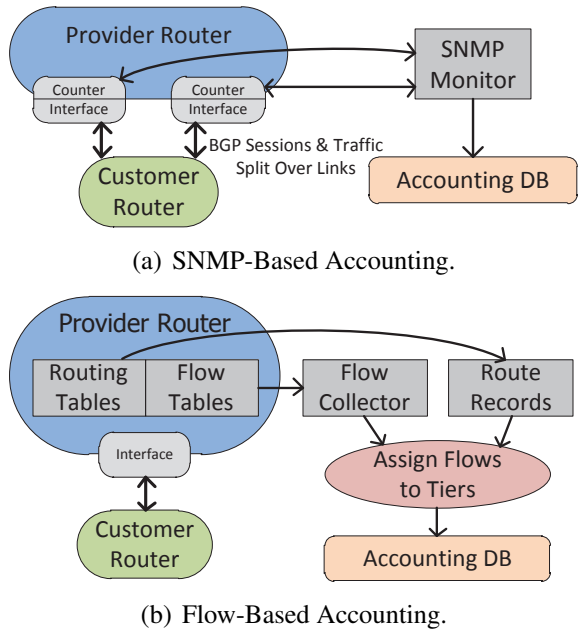 Provider Router
SNMP
Monitor
Counter
Interface
Counter
Interface
BGP Sessions & Traffic
Split Over Links
Customer
Router
Accounting DB
(a) SNMP-Based Accounting.
Provider Router
Routing
Tables
Flow
Tables
Flow
Collector
Route
Records
Interface
Assign Flows
to Tiers
Customer
Router
Accounting DB
(b) Flow-Based Accounting.